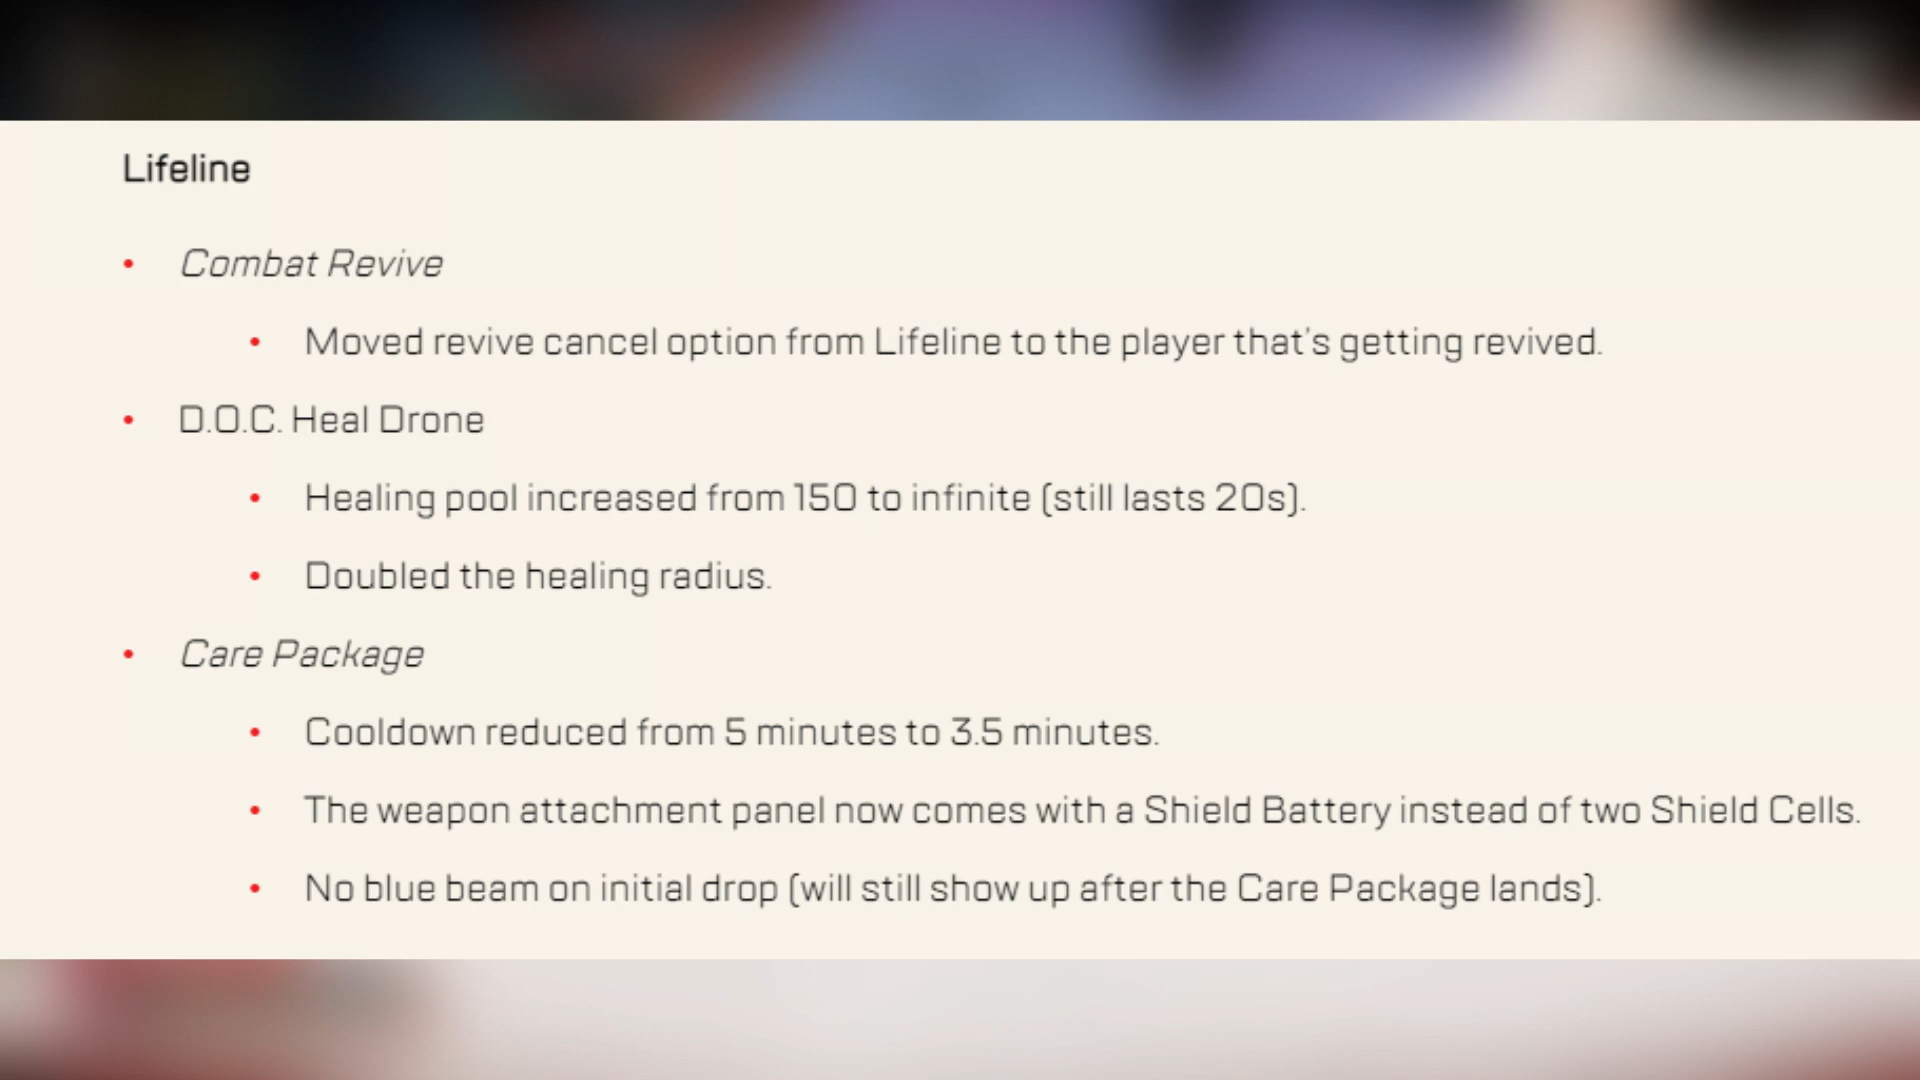 Lifeline
• Combat Revive
• Moved revive cancel option from Lifeline to the player that's getting revived.
• D.O.C. Heal Drone
• Healing pool increased from 150 to infinite (still lasts 20s).
• Doubled the healing radius.
• Care Package
• Cooldown reduced from 5 minutes to 3.5 minutes.
• The weapon attachment panel now comes with a Shield Battery instead of two Shield Cells.
• No blue beam on initial drop (will still show up after the Care Package lands).